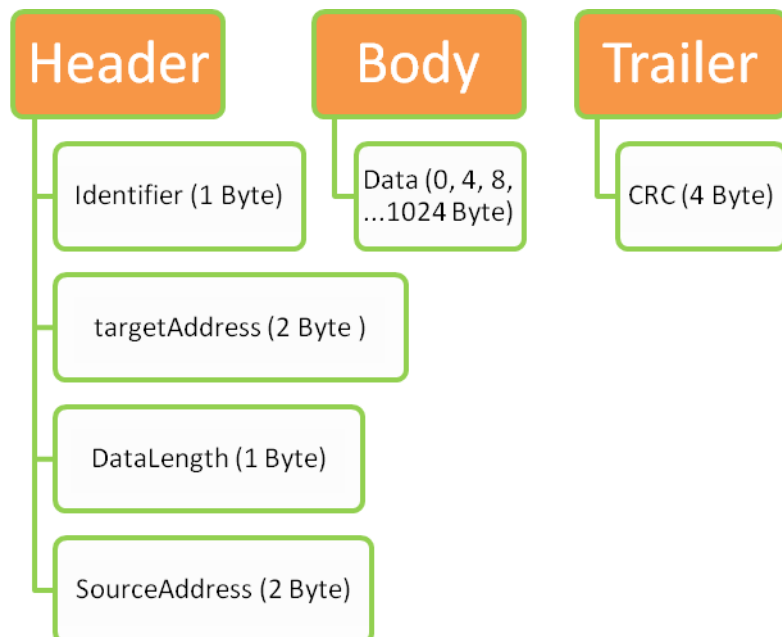 Header
Identifier (1 Byte)
targetAddress (2 Byte )
DataLength (1 Byte)
SourceAddress (2 Byte)
Body
Data (0, 4, 8,
...1024 Byte)
Trailer
CRC (4 Byte)